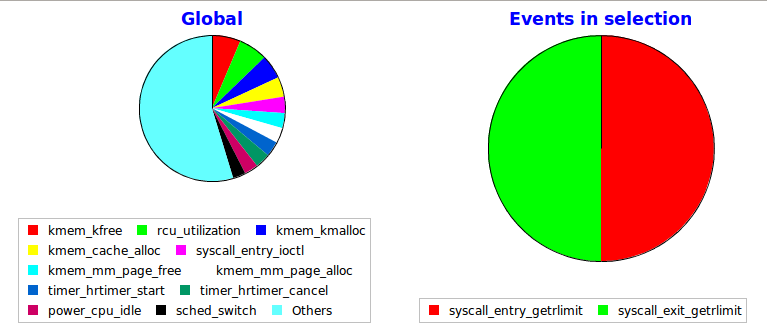 Global
kmem_kfree rcu_utilization kmem_kmalloc
kmem_cache_alloc syscall_entry_ioctl
kmem_mm_page_free kmem_mm_page_alloc
timer_hrtimer_start timer_hrtimer_cancel
power_cpu_idle sched_switch Others
Events in selection
syscall_entry_getrlimit syscall_exit_getrlimit